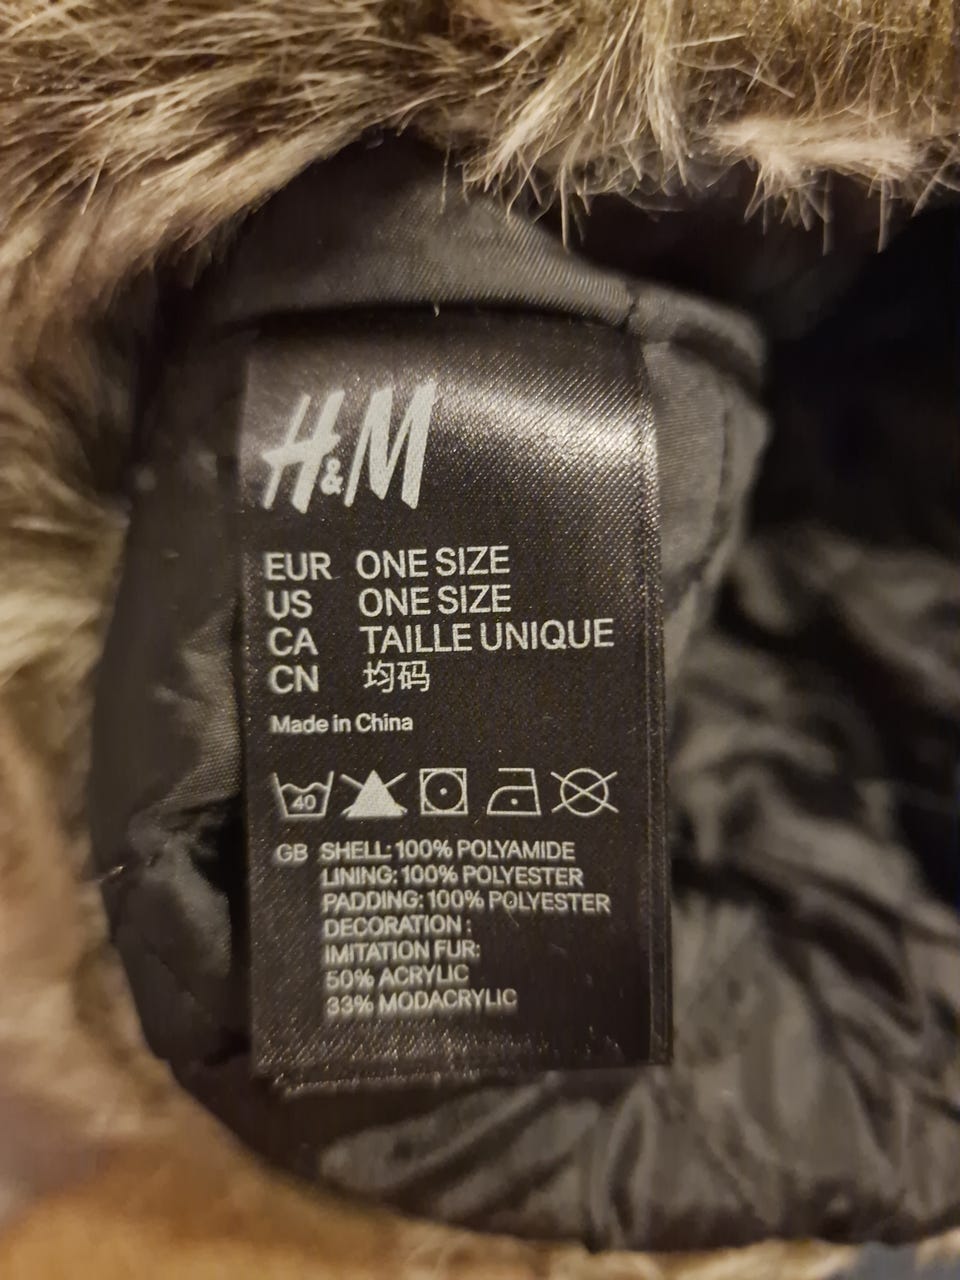 H&M
EUR ONE SIZE
US ONE SIZE
CA TAILLE UNIQUE
CN 均码
Made in China
40
GB SHELL: 100% POLYAMIDE
LINING: 100% POLYESTER
PADDING: 100% POLYESTER
DECORATION :
IMITATION FUR:
50% ACRYLIC
33% MODACRYLIC